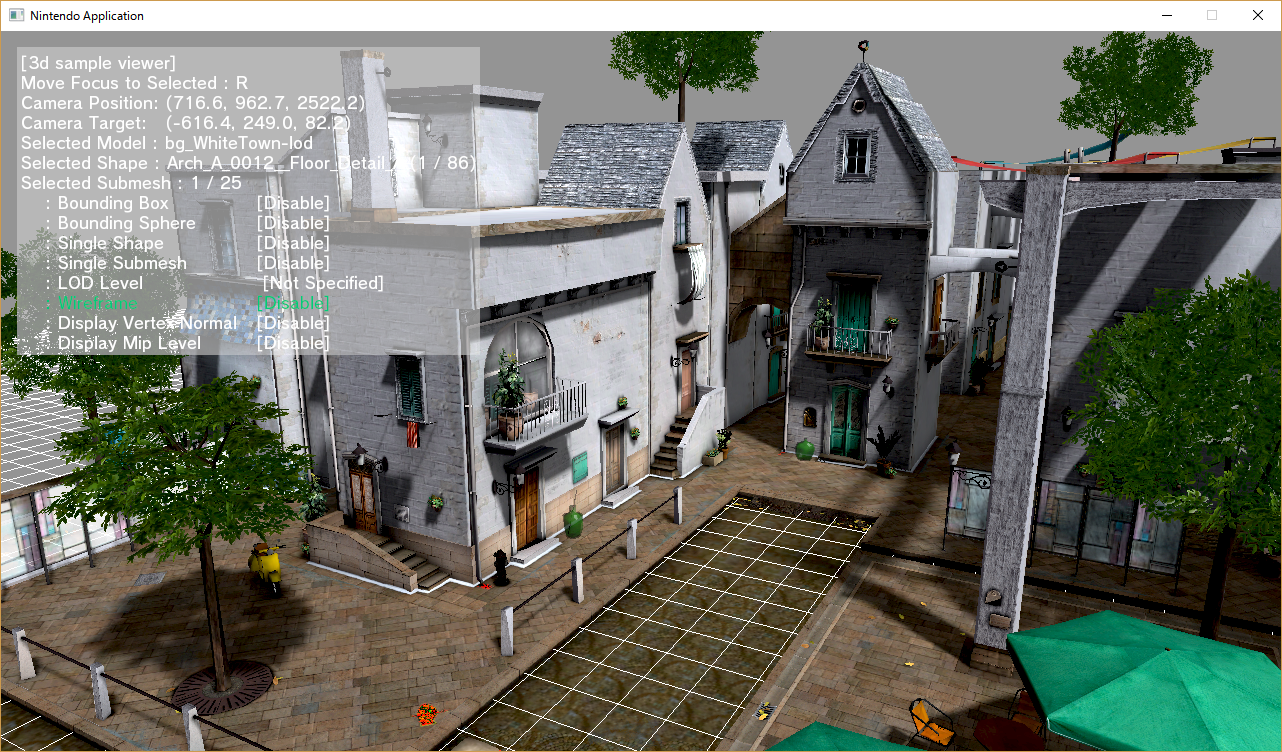 Nintendo Application
[3d sample viewer]
Move Focus to Selected : R
Camera Position: (716.6, 962.7, 2522.2)
Camera Target: (-616.4, 249.0, 82.2)
Selected Model : bg_WhiteTown-lod
Selected Shape : Arch_A_0012__Floor_Detail_ (1 / 86)
Selected Submesh : 1 / 25
: Bounding Box [Disable]
: Bounding Sphere [Disable]
: Single Shape [Disable]
: Single Submesh [Disable]
: LOD Level [Not Specified]
: Wireframe [Disable]
: Display Vertex Normal [Disable]
: Display Mip Level [Disable]